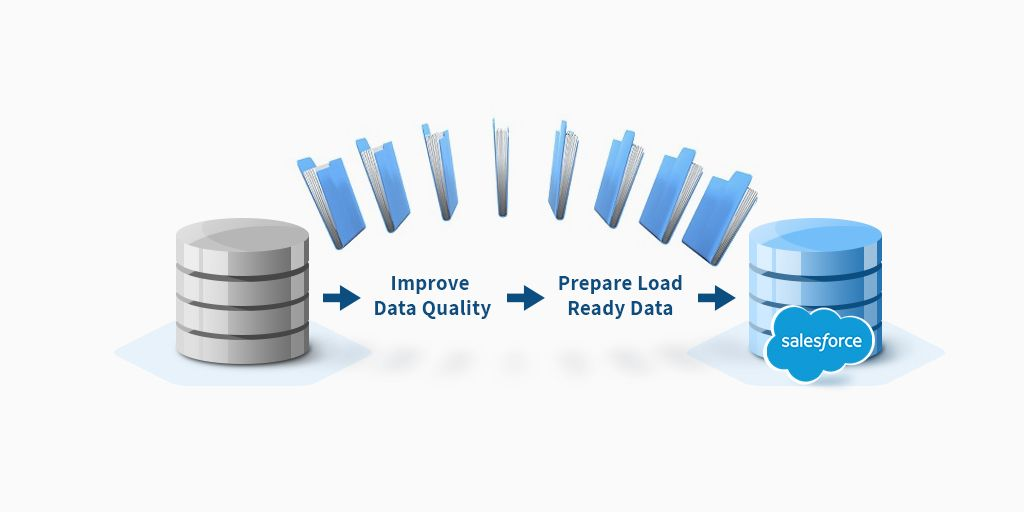 Improve
Data Quality
Prepare Load
Ready Data
salesforce